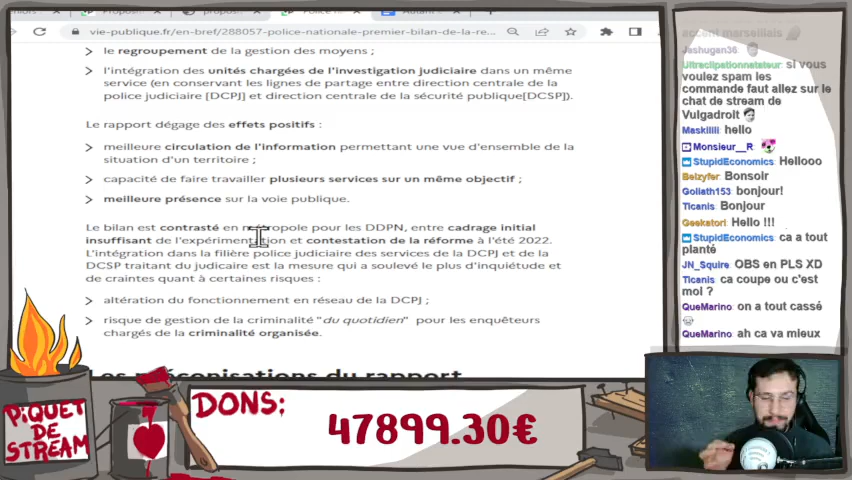 vie-publique.fr/en-bref/288057-police-nationale-premier-bilan-de-la-re...
le regroupement de la gestion des moyens ;
l'intégration des unités chargées de l'investigation judiciaire dans un même
service (en conservant les lignes de partage entre direction centrale de la
police judiciaire [DCPJ] et direction centrale de la sécurité publique[DCSP]).
Le rapport dégage des effets positifs :
meilleure circulation de l'information permettant une vue d'ensemble de la
situation d'un territoire ;
capacité de faire travailler plusieurs services sur un même objectif ;
meilleure présence sur la voie publique.
Le bilan est contrasté en métropole pour les DDPN, entre cadrage initial
insuffisant de l'expérimentation et contestation de la réforme à l'été 2022.
L'intégration dans la filière police judiciaire des services de la DCPJ et de la
DCSP traitant du judiciaire est la mesure qui a soulevé le plus d'inquiétude et
de craintes quant à certaines risques :
altération du fonctionnement en réseau de la DCPJ ;
risque de gestion de la criminalité "du quotidien" pour les enquêteurs
chargés de la criminalité organisée.
préconisations du rapport
accent marseillais
Jashugan36
Ultraclipationnatateur: si vous
voulez spam les
commande faut allez sur le
chat de stream de
Vulgadroit
Maskilili: hello
Monsieur__R
StupidEconomics: Hellooo
Belzyfer: Bonsoir
Goliath153: bonjour!
Ticanis: Bonjour
Geekatori: Hello !!!
StupidEconomics: ca a tout
planté
JN_Squire: OBS en PLS XD
Ticanis: ca coupe ou c'est
moi ?
QueMarino: on a tout cassé
QueMarino: ah ca va mieux
PIQUET
DE
STREAM
DONS:
47899.30€